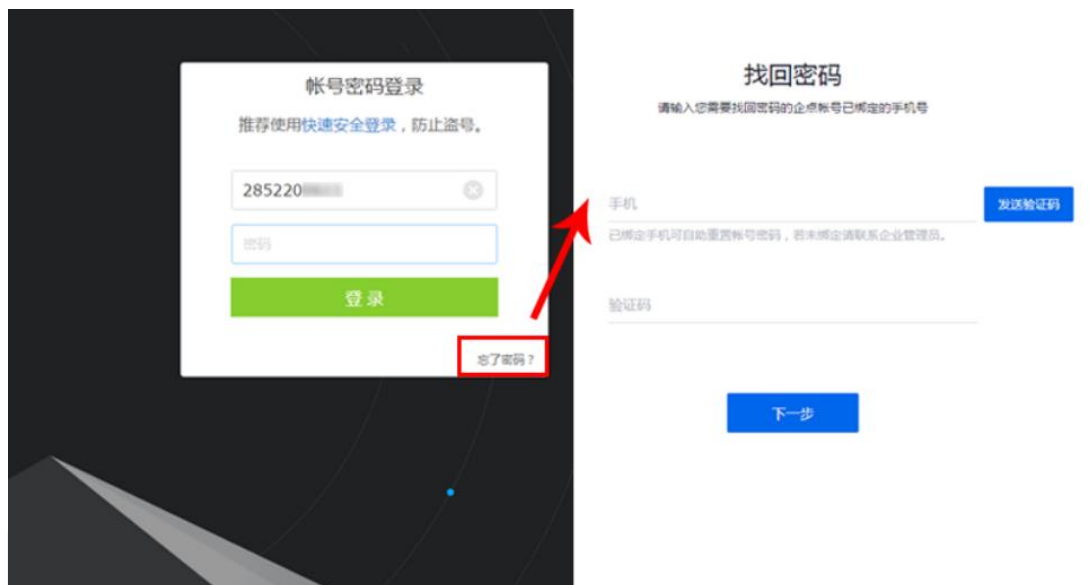 帐号密码登录
推荐使用快速安全登录，防止盗号。
285220
密码
登录
忘了密码？
找回密码
请输入您需要找回密码的企点帐号已绑定的手机号
手机
发送验证码
已绑定手机可自助重置帐号密码，若未绑定请联系企业管理员。
验证码
下一步